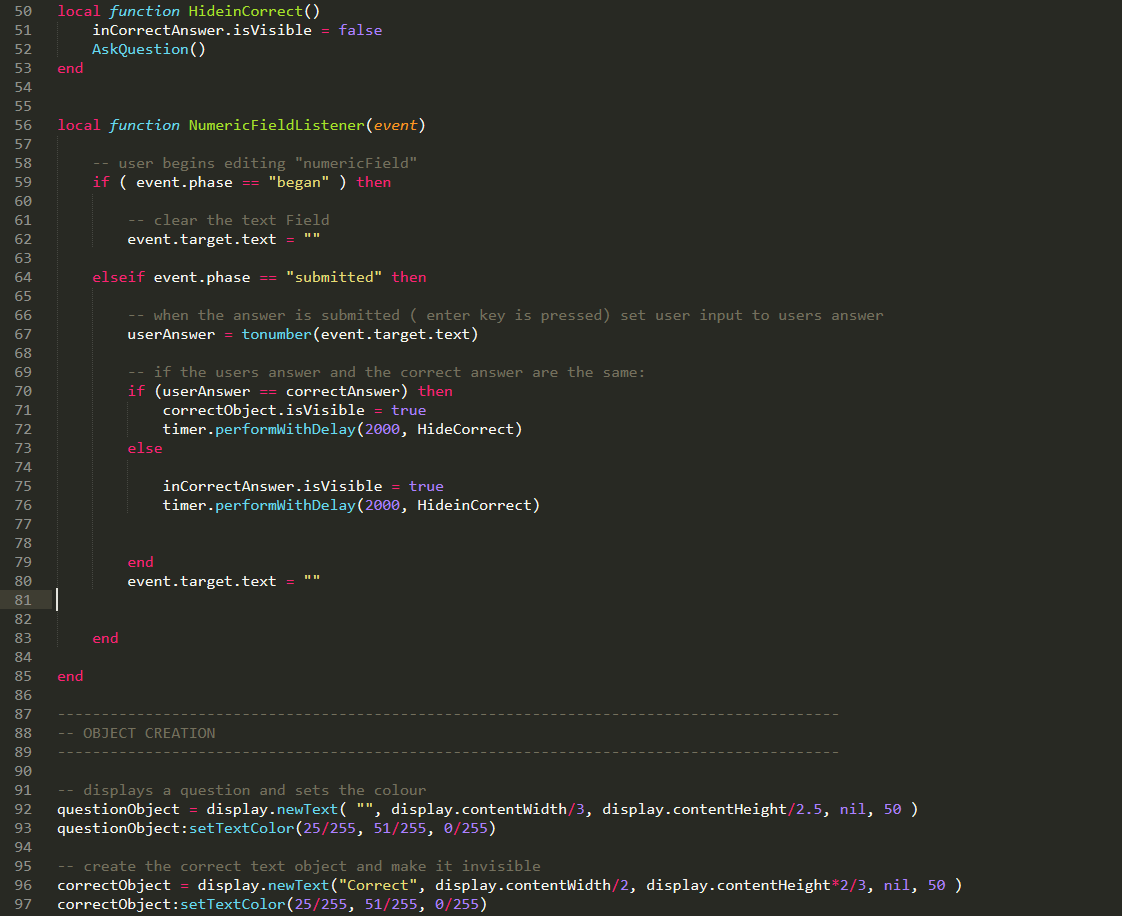 50 local function HideinCorrect()
51     inCorrectAnswer.isVisible = false
52     AskQuestion()
53 end
54
55
56 local function NumericFieldListener(event)
57
58     -- user begins editing "numericField"
59     if ( event.phase == "began" ) then
60
61         -- clear the text Field
62         event.target.text = ""
63
64     elseif event.phase == "submitted" then
65
66         -- when the answer is submitted ( enter key is pressed) set user input to users answer
67         userAnswer = tonumber(event.target.text)
68
69         -- if the users answer and the correct answer are the same:
70         if (userAnswer == correctAnswer) then
71             correctObject.isVisible = true
72             timer.performWithDelay(2000, HideCorrect)
73         else
74
75             inCorrectAnswer.isVisible = true
76             timer.performWithDelay(2000, HideinCorrect)
77
78
79         end
80         event.target.text = ""
81
82
83     end
84
85 end
86
87 -----------------------------------------------------------------------------------------
88 -- OBJECT CREATION
89 -----------------------------------------------------------------------------------------
90
91 -- displays a question and sets the colour
92 questionObject = display.newText( "", display.contentWidth/3, display.contentHeight/2.5, nil, 50 )
93 questionObject:setTextColor(25/255, 51/255, 0/255)
94
95 -- create the correct text object and make it invisible
96 correctObject = display.newText("Correct", display.contentWidth/2, display.contentHeight*2/3, nil, 50 )
97 correctObject:setTextColor(25/255, 51/255, 0/255)